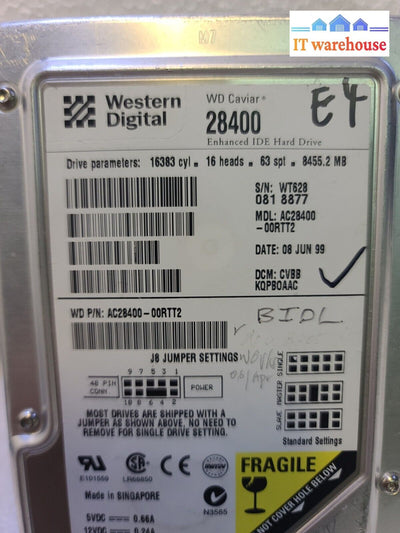 IT warehouse
W7
Western
Digital
WD Caviar®
28400
Enhanced IDE Hard Drive
E4
Drive parameters: 16383 cyl • 16 heads • 63 spt • 8455.2 MB
S/N: WT628
081 8877
MDL: AC28400
-00RTT2
DATE: 08 JUN 99
DCM: CVBB
KQPBOAAC
WD P/N: AC28400-00RTT2
BIDL
J8 JUMPER SETTINGS
9 7 5 3 1
40 PIN
CONN
10 8 6 4 2
POWER
SLAVE MASTER SINGLE
MOST DRIVES ARE SHIPPED WITH A
JUMPER AS SHOWN ABOVE, NO NEED TO
REMOVE FOR SINGLE DRIVE SETTING.
Standard Settings
E101559
LR68850
N3565
Made in SINGAPORE
5VDC 0.66A
12VDC 0.24A
FRAGILE
DO NOT COVER HOLE BELOW